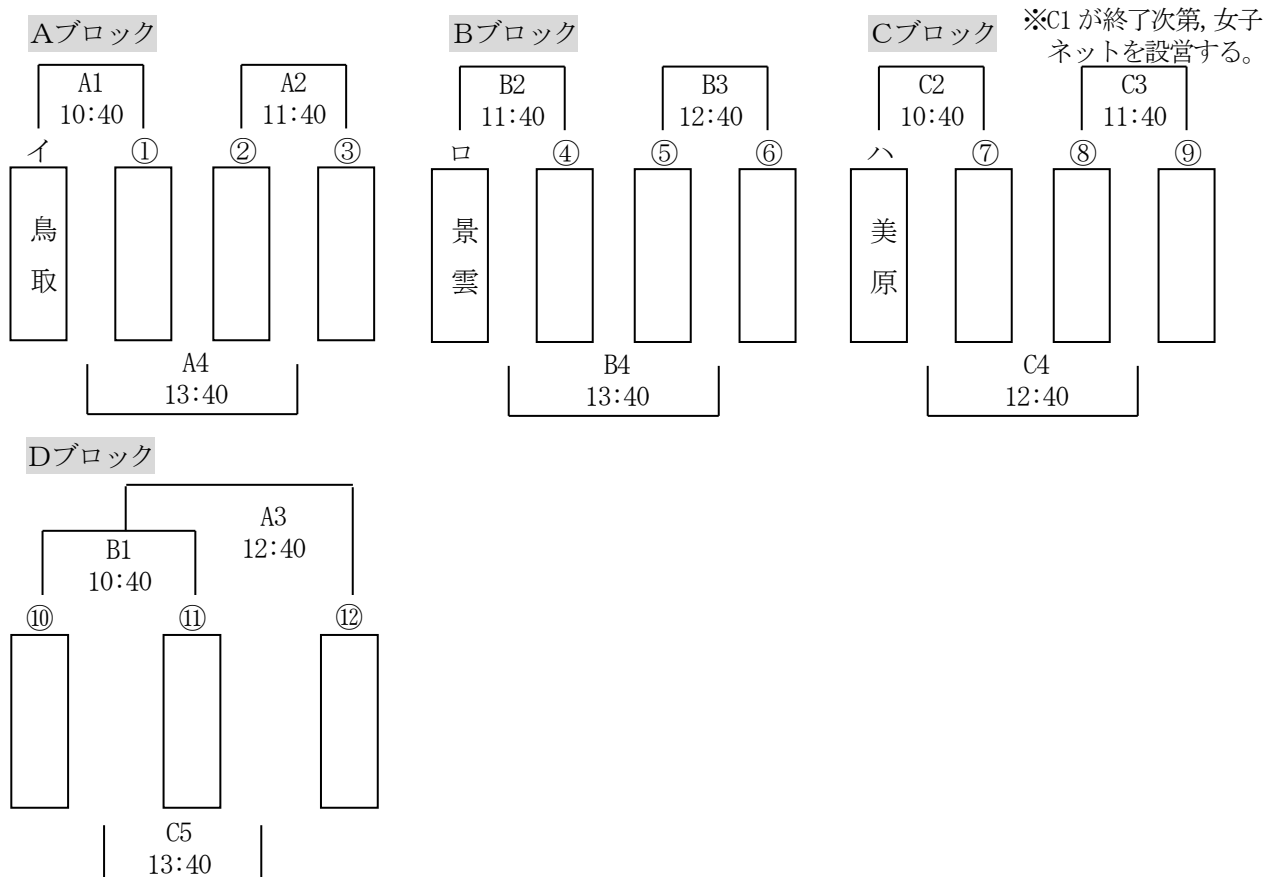 Aブロック
A1
10:40
A2
11:40
イ
①
②
③
鳥取
A4
13:40
Bブロック
B2
11:40
B3
12:40
ロ
④
⑤
⑥
景雲
B4
13:40
Cブロック
※C1が終了次第,女子
ネットを設営する。
C2
10:40
C3
11:40
ハ
⑦
⑧
⑨
美原
C4
12:40
Dブロック
A3
12:40
B1
10:40
⑩
⑪
⑫
C5
13:40